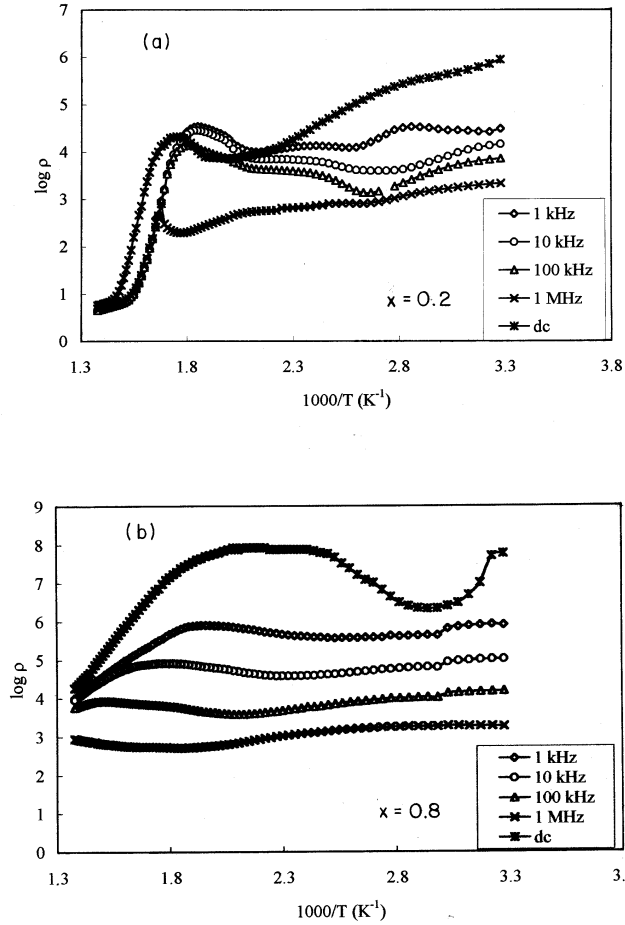 (a)
7
6
5
4
3
2
1
0
log ρ
1.3 1.8 2.3 2.8 3.3 3.8
1000/T (K-1)
x = 0.2
1 kHz
10 kHz
100 kHz
1 MHz
dc
(b)
9
8
7
6
5
4
3
2
1
0
log ρ
1.3 1.8 2.3 2.8 3.3 3.
1000/T (K-1)
x = 0.8
1 kHz
10 kHz
100 kHz
1 MHz
dc